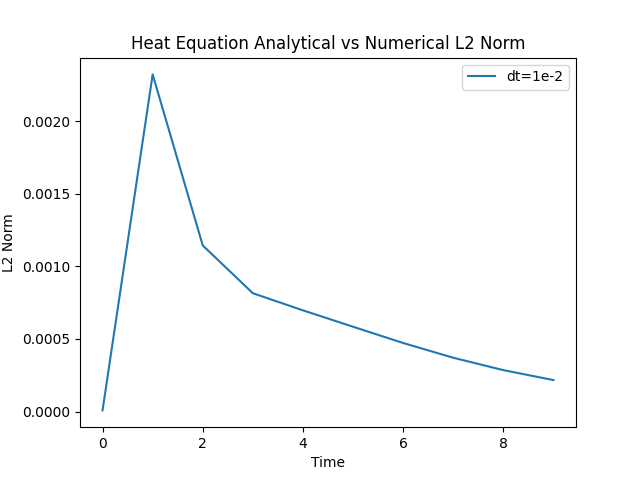 Heat Equation Analytical vs Numerical L2 Norm
dt=1e-2
0.0020
0.0015
0.0010
0.0005
0.0000
L2 Norm
0 2 4 6 8
Time